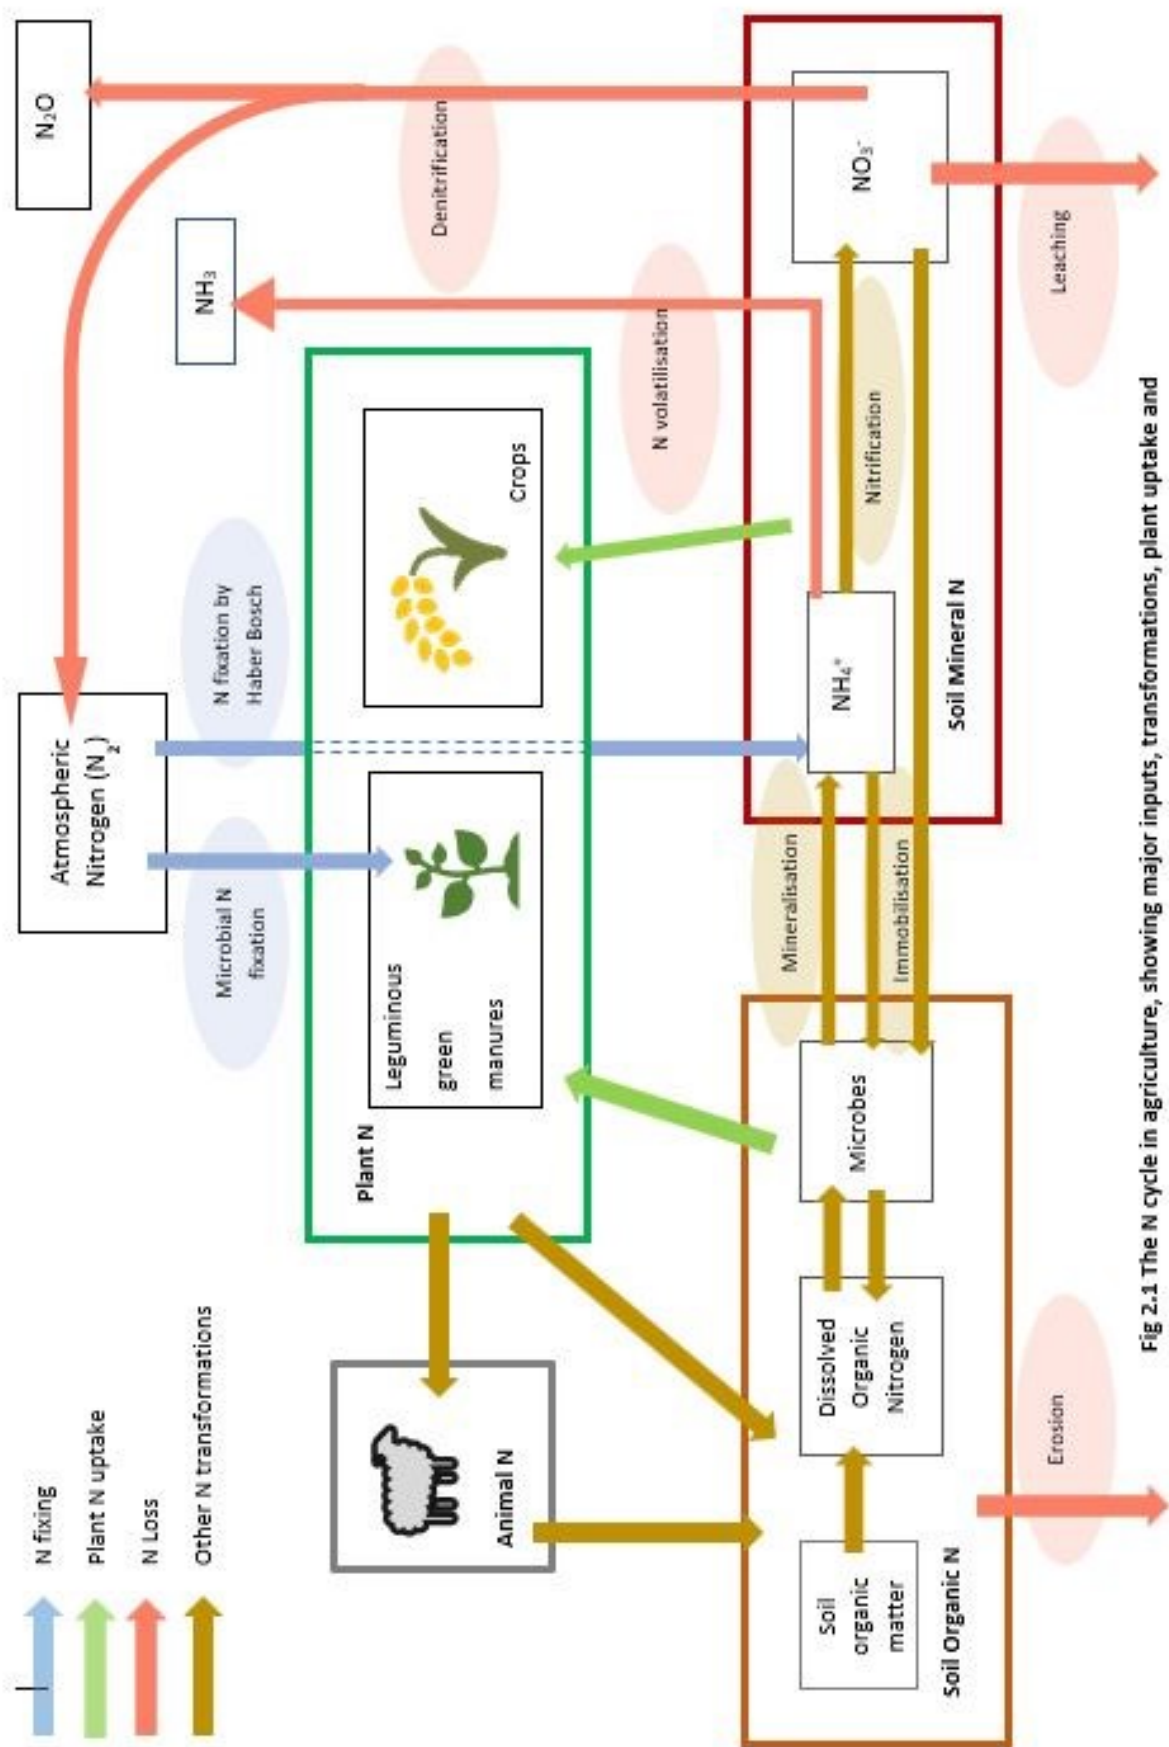 N fixing
Plant N uptake
N Loss
Other N transformations
Atmospheric
Nitrogen (N₂)
N₂O
NH₃
Microbial N
fixation
N fixation by
Haber Bosch
Denitrification
Plant N
Leguminous
green
manures
Crops
N volatilisation
Animal N
Soil
organic
matter
Dissolved
Organic
Nitrogen
Microbes
Soil Organic N
Mineralisation
Immobilisation
NH₄⁺
Nitrification
NO₃⁻
Soil Mineral N
Erosion
Leaching
Fig 2.1 The N cycle in agriculture, showing major inputs, transformations, plant uptake and